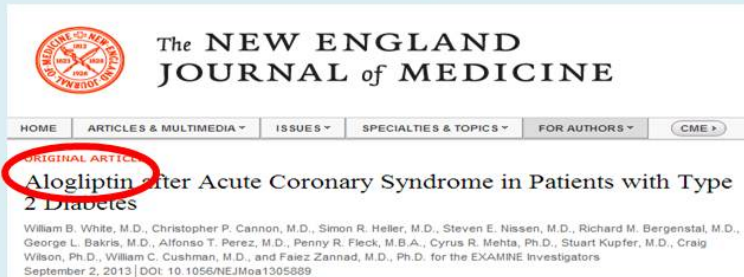 The NEW ENGLAND
JOURNAL of MEDICINE
HOME ARTICLES & MULTIMEDIA ISSUES SPECIALTIES & TOPICS FOR AUTHORS CME
ORIGINAL ARTICLE
Alogliptin after Acute Coronary Syndrome in Patients with Type
2 Diabetes
William B. White, M.D., Christopher P. Cannon, M.D., Simon R. Heller, M.D., Steven E. Nissen, M.D., Richard M. Bergenstal, M.D.,
George L. Bakris, M.D., Alfonso T. Perez, M.D., Penny R. Fleck, M.B.A., Cyrus R. Mehta, Ph.D., Stuart Kupfer, M.D., Craig
Wilson, Ph.D., William C. Cushman, M.D., and Faiez Zannad, M.D., Ph.D. for the EXAMINE Investigators
September 2, 2013 | DOI: 10.1056/NEJMoa1305889